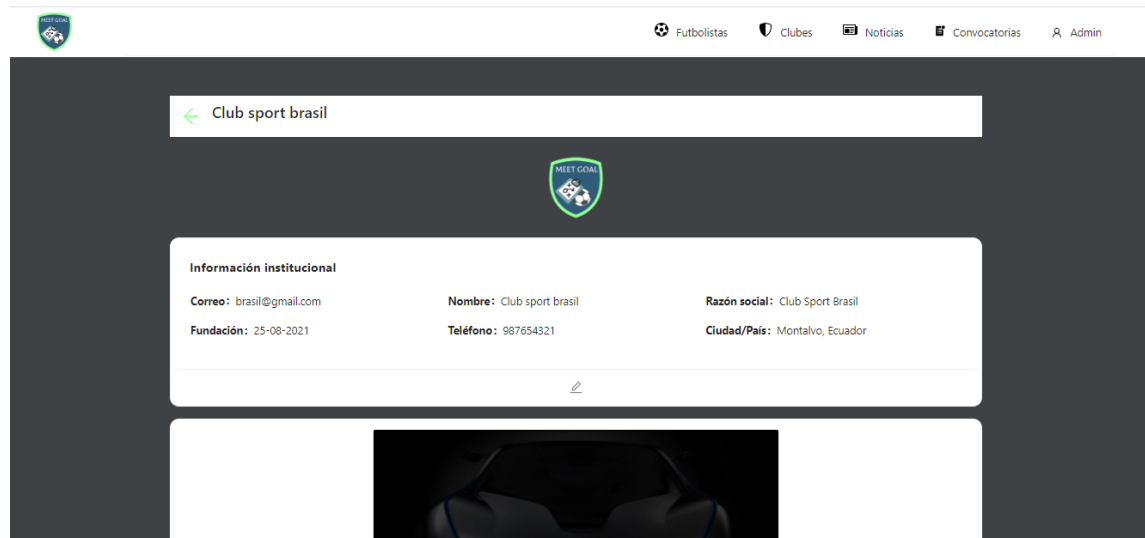 MEET GOAL
Futbolistas Clubes Noticias Convocatorias Admin
Club sport brasil
MEET GOAL
Información institucional
Correo: brasil@gmail.com Nombre: Club sport brasil Razón social: Club Sport Brasil
Fundación: 25-08-2021 Teléfono: 987654321 Ciudad/País: Montalvo, Ecuador